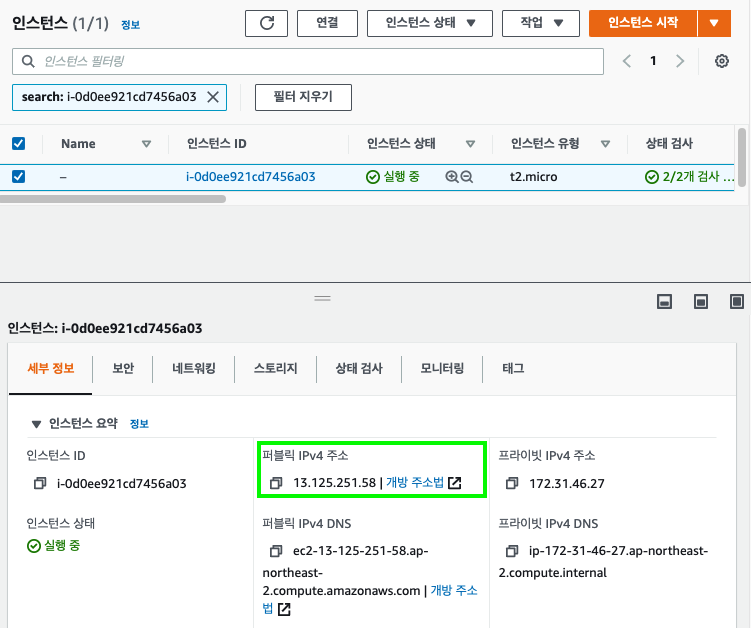 인스턴스 (1/1) 정보
연결
인스턴스 상태 ▼
작업 ▼
인스턴스 시작 ▼
인스턴스 필터링
1
search: i-0d0ee921cd7456a03
필터 지우기
Name
인스턴스 ID
인스턴스 상태
인스턴스 유형
상태 검사
–
i-0d0ee921cd7456a03
실행 중
t2.micro
2/2개 검사 ...
인스턴스: i-0d0ee921cd7456a03
세부 정보
보안
네트워킹
스토리지
상태 검사
모니터링
태그
▼ 인스턴스 요약 정보
인스턴스 ID
i-0d0ee921cd7456a03
퍼블릭 IPv4 주소
13.125.251.58 | 개방 주소법
프라이빗 IPv4 주소
172.31.46.27
인스턴스 상태
실행 중
퍼블릭 IPv4 DNS
ec2-13-125-251-58.ap-
northeast-
2.compute.amazonaws.com | 개방 주소
법
프라이빗 IPv4 DNS
ip-172-31-46-27.ap-northeast-
2.compute.internal